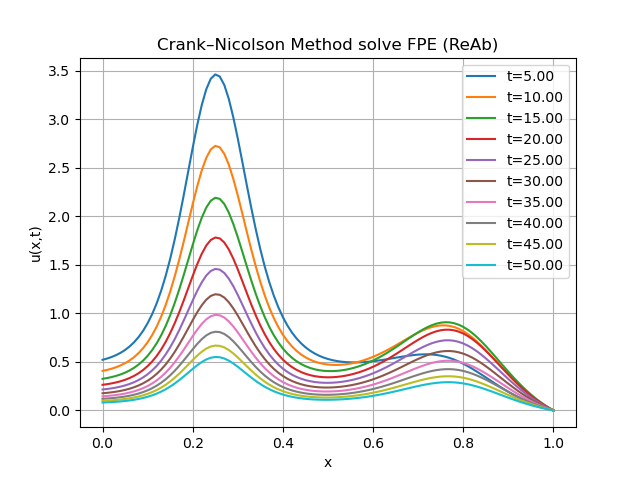 Crank–Nicolson Method solve FPE (ReAb)
u(x,t)
3.5
3.0
2.5
2.0
1.5
1.0
0.5
0.0
t=5.00
t=10.00
t=15.00
t=20.00
t=25.00
t=30.00
t=35.00
t=40.00
t=45.00
t=50.00
0.0 0.2 0.4 0.6 0.8 1.0
x